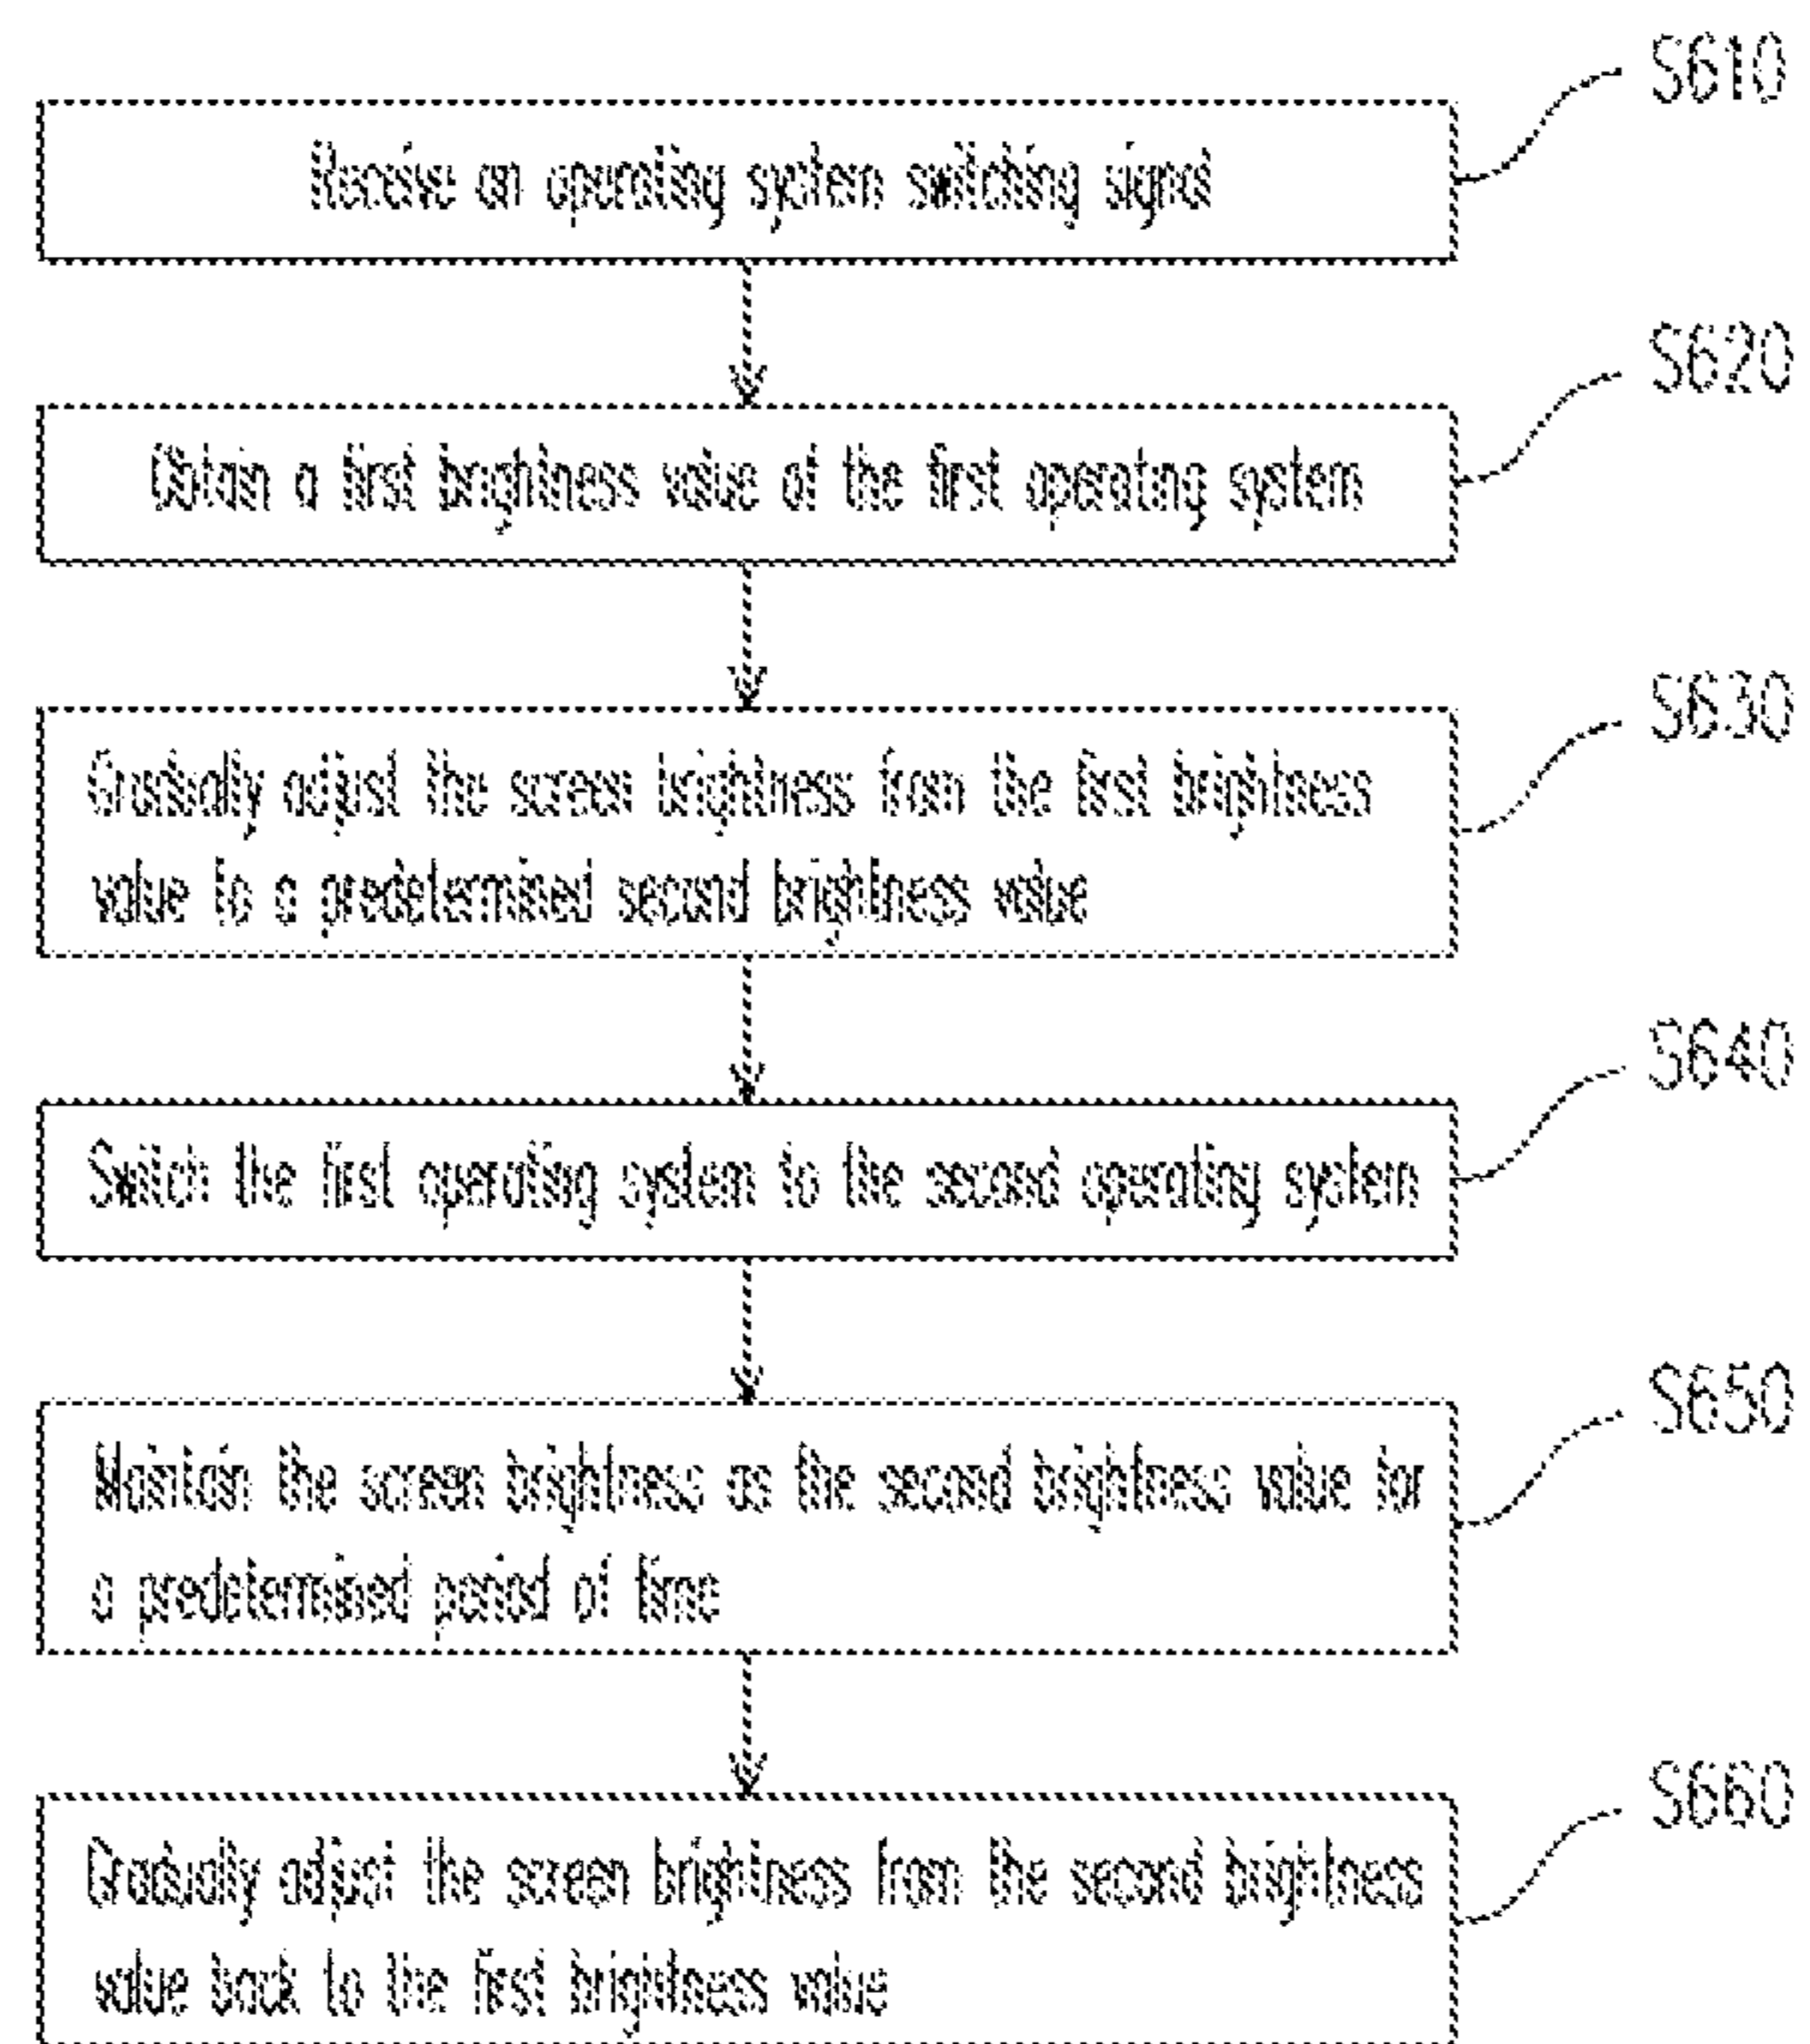 S610
Receive an operating system switching signal
S620
Obtain a first brightness value of the first operating system
S630
Gradually adjust the screen brightness from the first brightness
value to a predetermined second brightness value
S640
Switch the first operating system to the second operating system
S650
Maintain the screen brightness as the second brightness value for
a predetermined period of time
S660
Gradually adjust the screen brightness from the second brightness
value back to the first brightness value